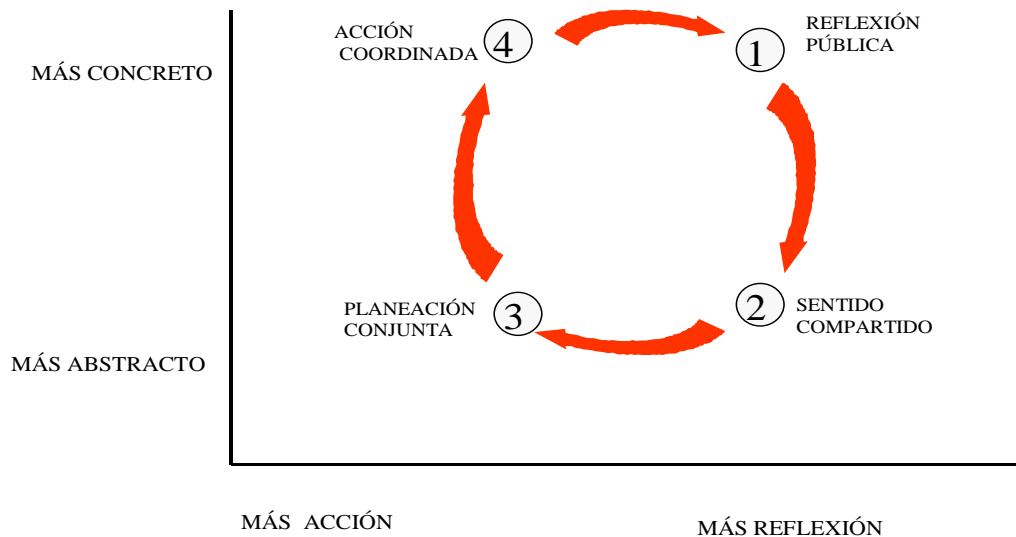 ACCIÓN
COORDINADA
4
1
REFLEXIÓN
PÚBLICA
MÁS CONCRETO
PLANEACIÓN
CONJUNTA
3
2
SENTIDO
COMPARTIDO
MÁS ABSTRACTO
MÁS ACCIÓN
MÁS REFLEXIÓN